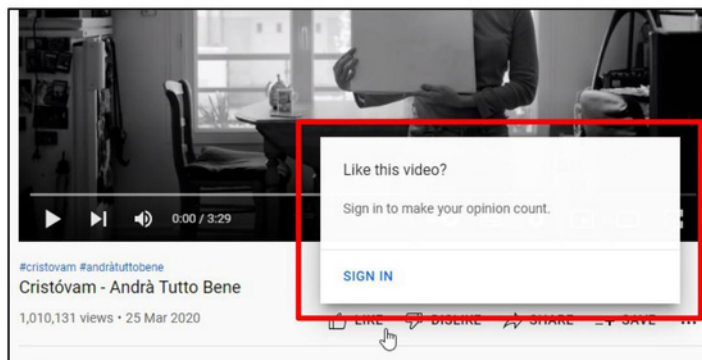 Like this video?
Sign in to make your opinion count.
SIGN IN
0:00 / 3:29
#cristovam #andràtuttobene
Cristóvam - Andrà Tutto Bene
1,010,131 views • 25 Mar 2020
LIKE DISLIKE SHARE SAVE